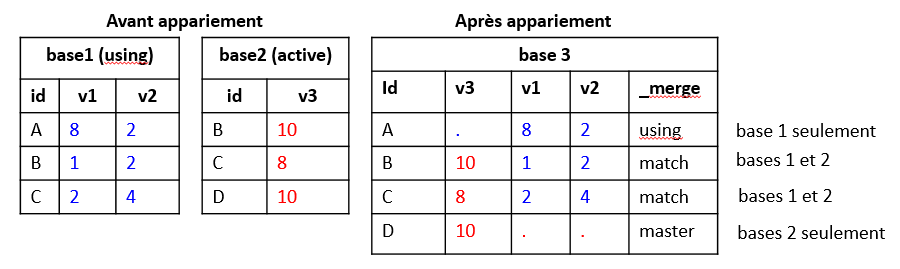 Avant appariement Après appariement
base1 (using) base2 (active) base 3
id v1 v2 id v3 Id v3 v1 v2 _merge
A 8 2 B 10 A . 8 2 using base 1 seulement
B 1 2 C 8 B 10 1 2 match bases 1 et 2
C 2 4 D 10 C 8 2 4 match bases 1 et 2
D 10 . . master bases 2 seulement